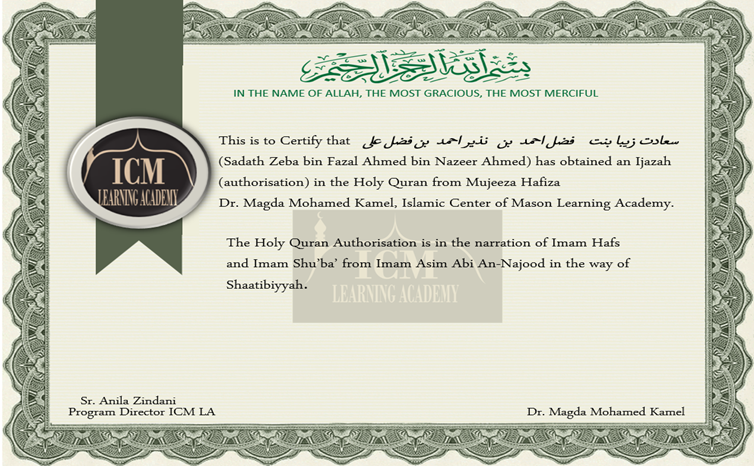 بِسْمِ اللَّهِ الرَّحْمَنِ الرَّحِيمِ
IN THE NAME OF ALLAH, THE MOST GRACIOUS, THE MOST MERCIFUL
ICM
LEARNING ACADEMY
This is to Certify that سعادت زیبا بنت فضل احمد بن نذیر احمد بن فضل علی
(Sadath Zeba bin Fazal Ahmed bin Nazeer Ahmed) has obtained an Ijazah
(authorisation) in the Holy Quran from Mujeeza Hafiza
Dr. Magda Mohamed Kamel, Islamic Center of Mason Learning Academy.
The Holy Quran Authorisation is in the narration of Imam Hafs
and Imam Shu'ba' from Imam Asim Abi An-Najood in the way of
Shaatibiyyah.
ICM
LEARNING ACADEMY
Sr. Anila Zindani
Program Director ICM LA
Dr. Magda Mohamed Kamel